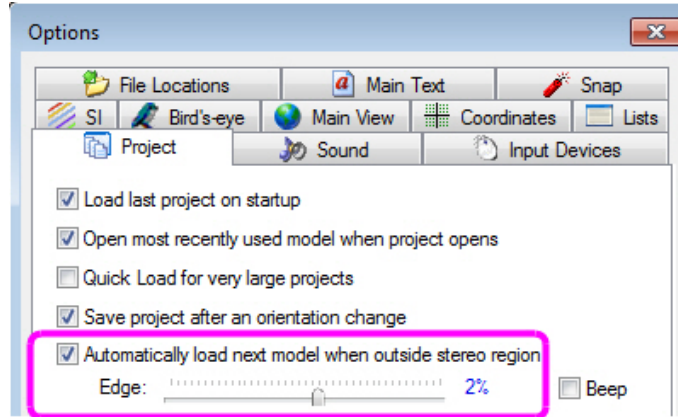 Options
File Locations
a Main Text
Snap
SI
Bird's-eye
Main View
Coordinates
Lists
Project
Sound
Input Devices
Load last project on startup
Open most recently used model when project opens
Quick Load for very large projects
Save project after an orientation change
Automatically load next model when outside stereo region
Edge: 2% Beep